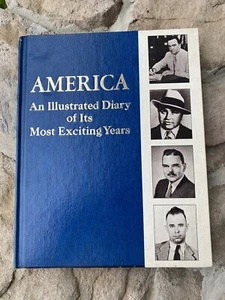 AMERICA
An Illustrated Diary
of Its
Most Exciting Years